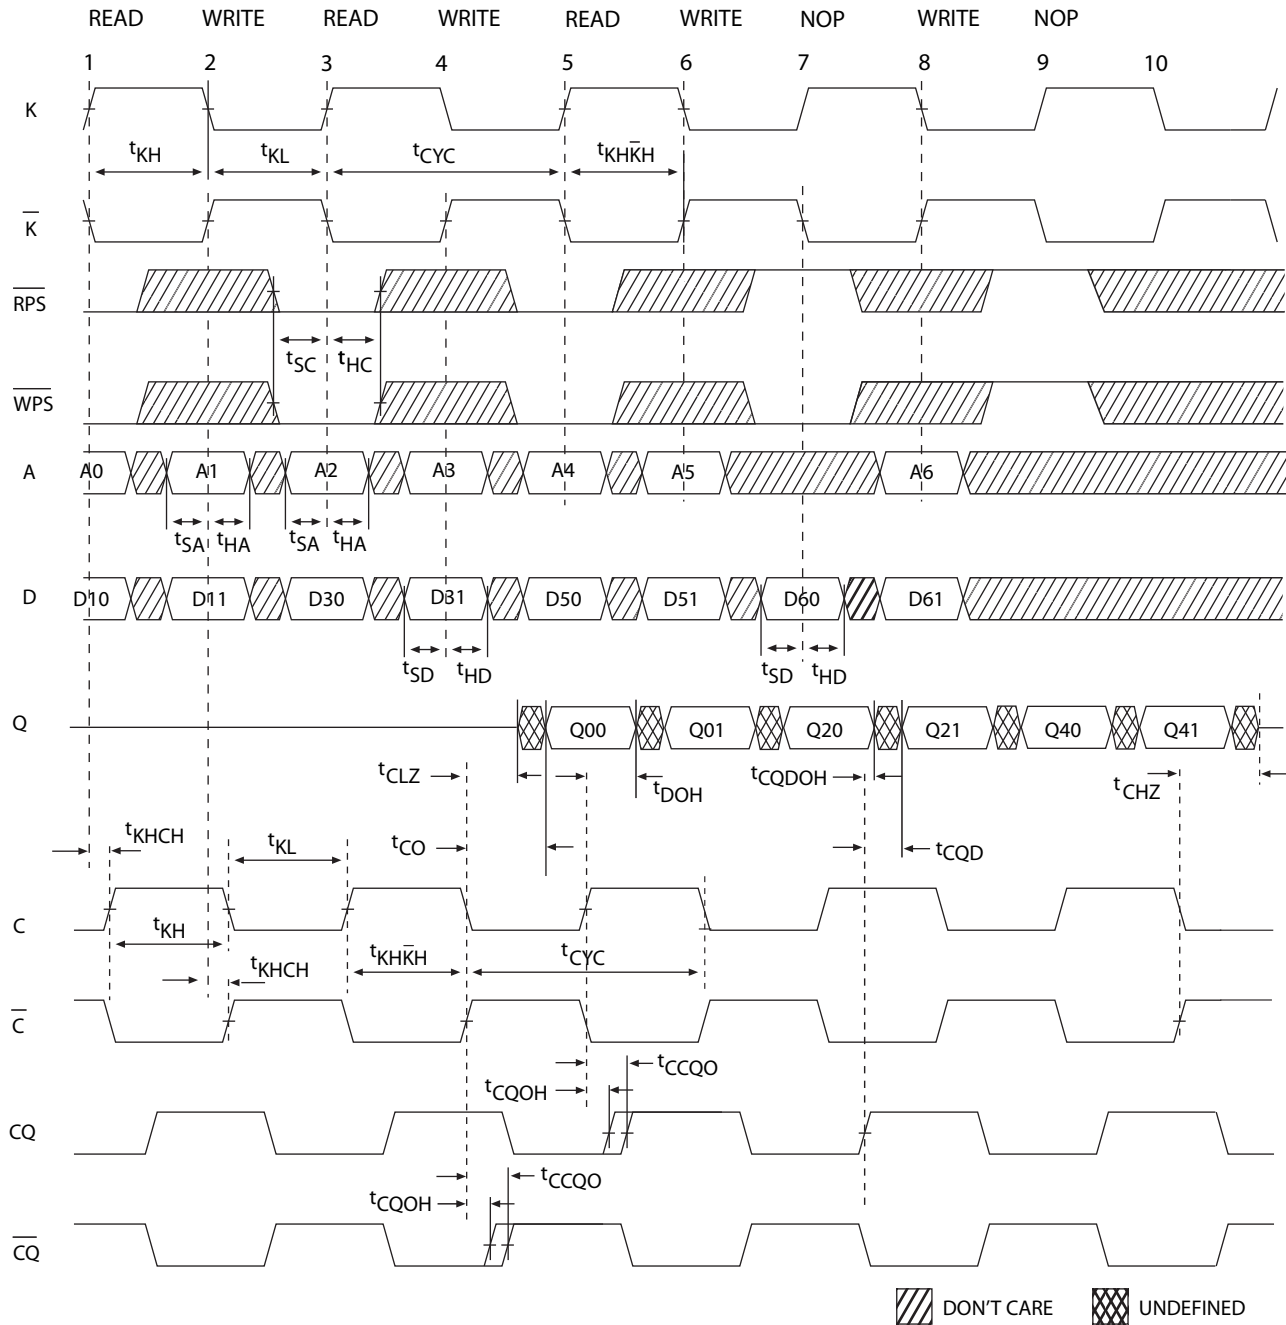 READ WRITE READ WRITE READ WRITE NOP WRITE NOP
1 2 3 4 5 6 7 8 9 10
K
tKH tKL tCYC tKHK̅H
K̅
R̅P̅S̅
tSC tHC
W̅P̅S̅
A A0 A1 A2 A3 A4 A5 A6
tSA tHA tSA tHA
D D10 D11 D30 D31 D50 D51 D60 D61
tSD tHD tSD tHD
Q Q00 Q01 Q20 Q21 Q40 Q41
tCLZ tDOH tCQDOH tCHZ
tKHCH tKL tCO tCQD
C
tKH tKHK̅H tCYC
tKHCH
C̅
tCCQO
tCQOH
CQ
tCCQO
tCQOH
C̅Q̅
DON'T CARE UNDEFINED